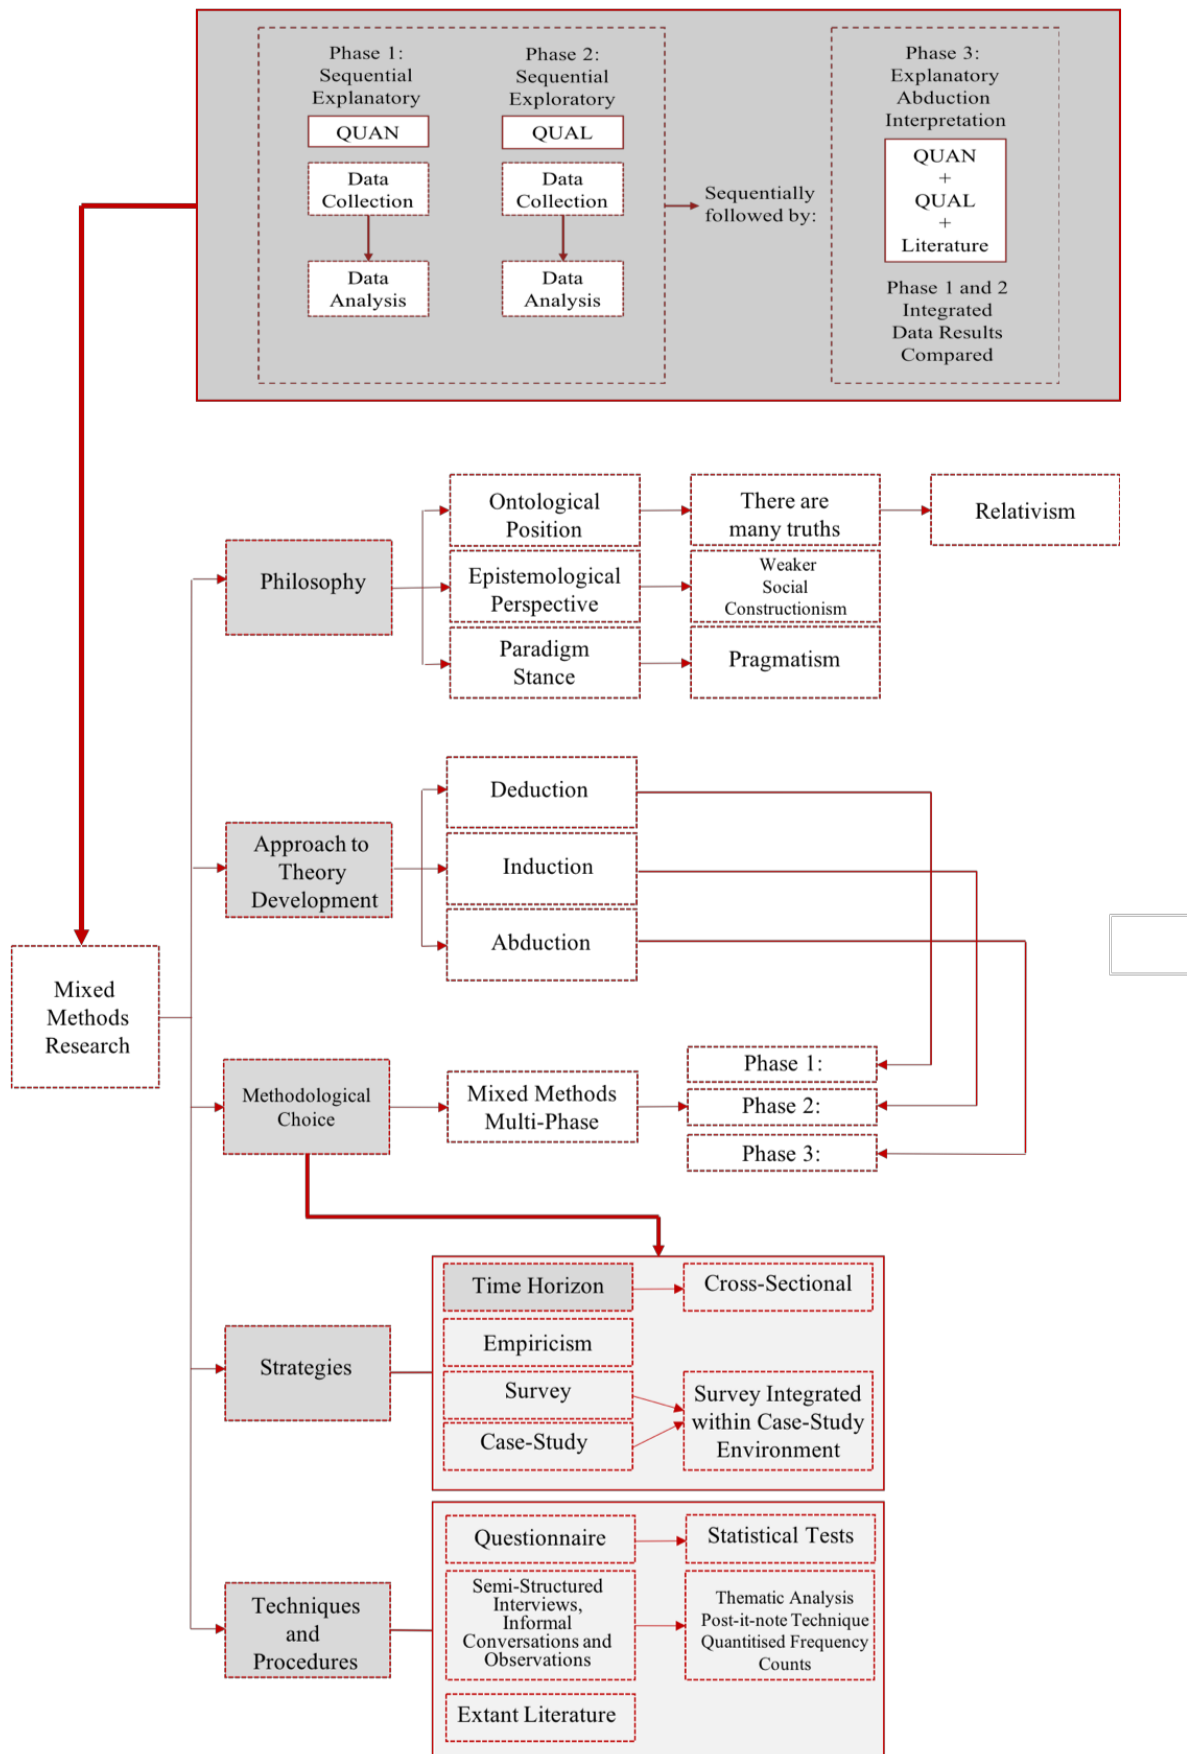 Phase 1:
Sequential
Explanatory
QUAN
Data
Collection
Data
Analysis
Phase 2:
Sequential
Exploratory
QUAL
Data
Collection
Data
Analysis
Sequentially
followed by:
Phase 3:
Explanatory
Abduction
Interpretation
QUAN
+
QUAL
+
Literature
Phase 1 and 2
Integrated
Data Results
Compared
Mixed
Methods
Research
Philosophy
Ontological
Position
There are
many truths
Relativism
Epistemological
Perspective
Weaker
Social
Constructionism
Paradigm
Stance
Pragmatism
Approach to
Theory
Development
Deduction
Induction
Abduction
Methodological
Choice
Mixed Methods
Multi-Phase
Phase 1:
Phase 2:
Phase 3:
Strategies
Time Horizon
Cross-Sectional
Empiricism
Survey
Case-Study
Survey Integrated
within Case-Study
Environment
Techniques
and
Procedures
Questionnaire
Statistical Tests
Semi-Structured
Interviews,
Informal
Conversations and
Observations
Thematic Analysis
Post-it-note Technique
Quantitised Frequency
Counts
Extant Literature